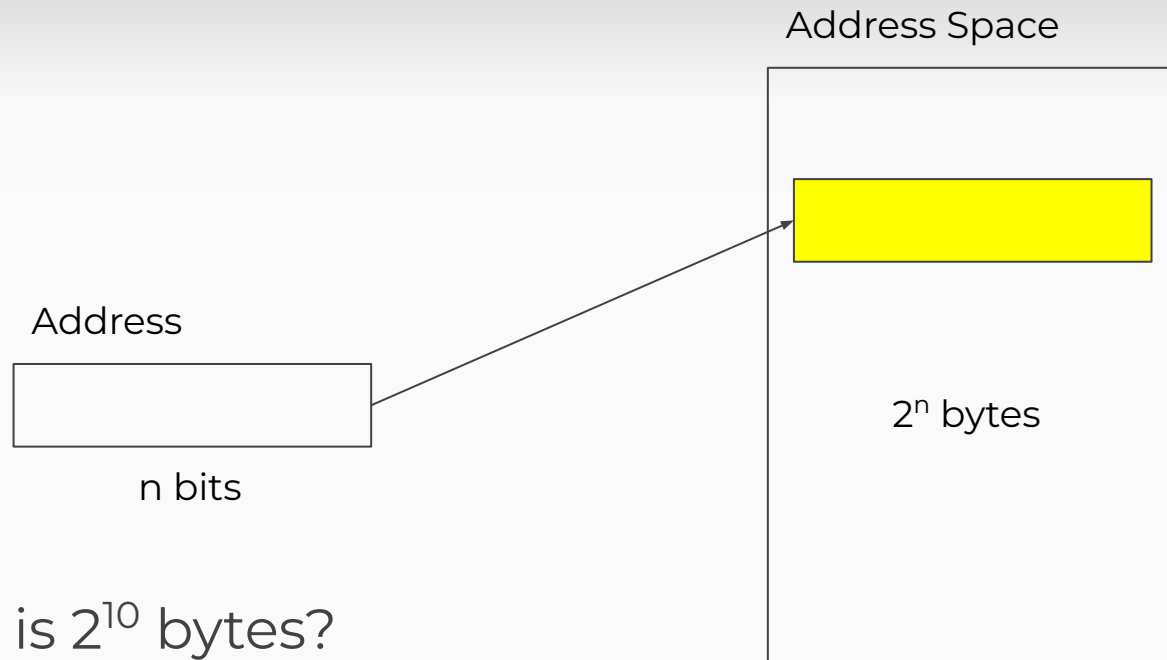 Address Space
Address
2ⁿ bytes
n bits
is 2¹⁰ bytes?